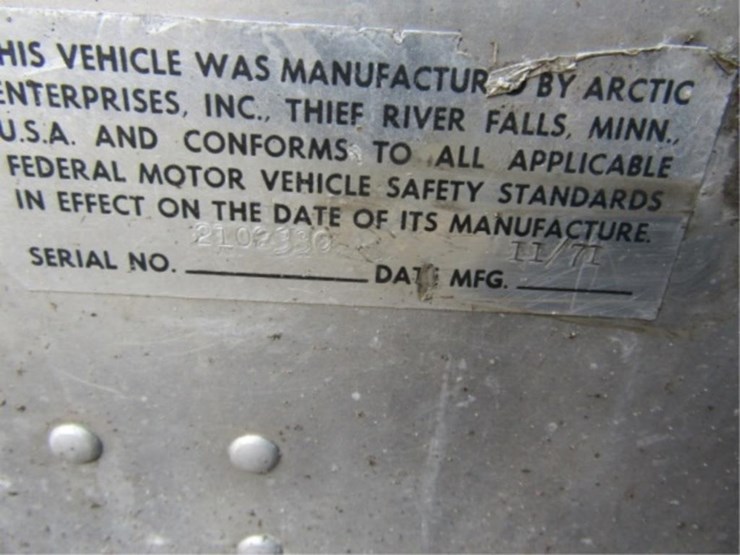 HIS VEHICLE WAS MANUFACTUR D BY ARCTIC
ENTERPRISES, INC., THIEF RIVER FALLS, MINN.,
U.S.A. AND CONFORMS TO ALL APPLICABLE
FEDERAL MOTOR VEHICLE SAFETY STANDARDS
IN EFFECT ON THE DATE OF ITS MANUFACTURE.
11/71
SERIAL NO. DATE MFG.